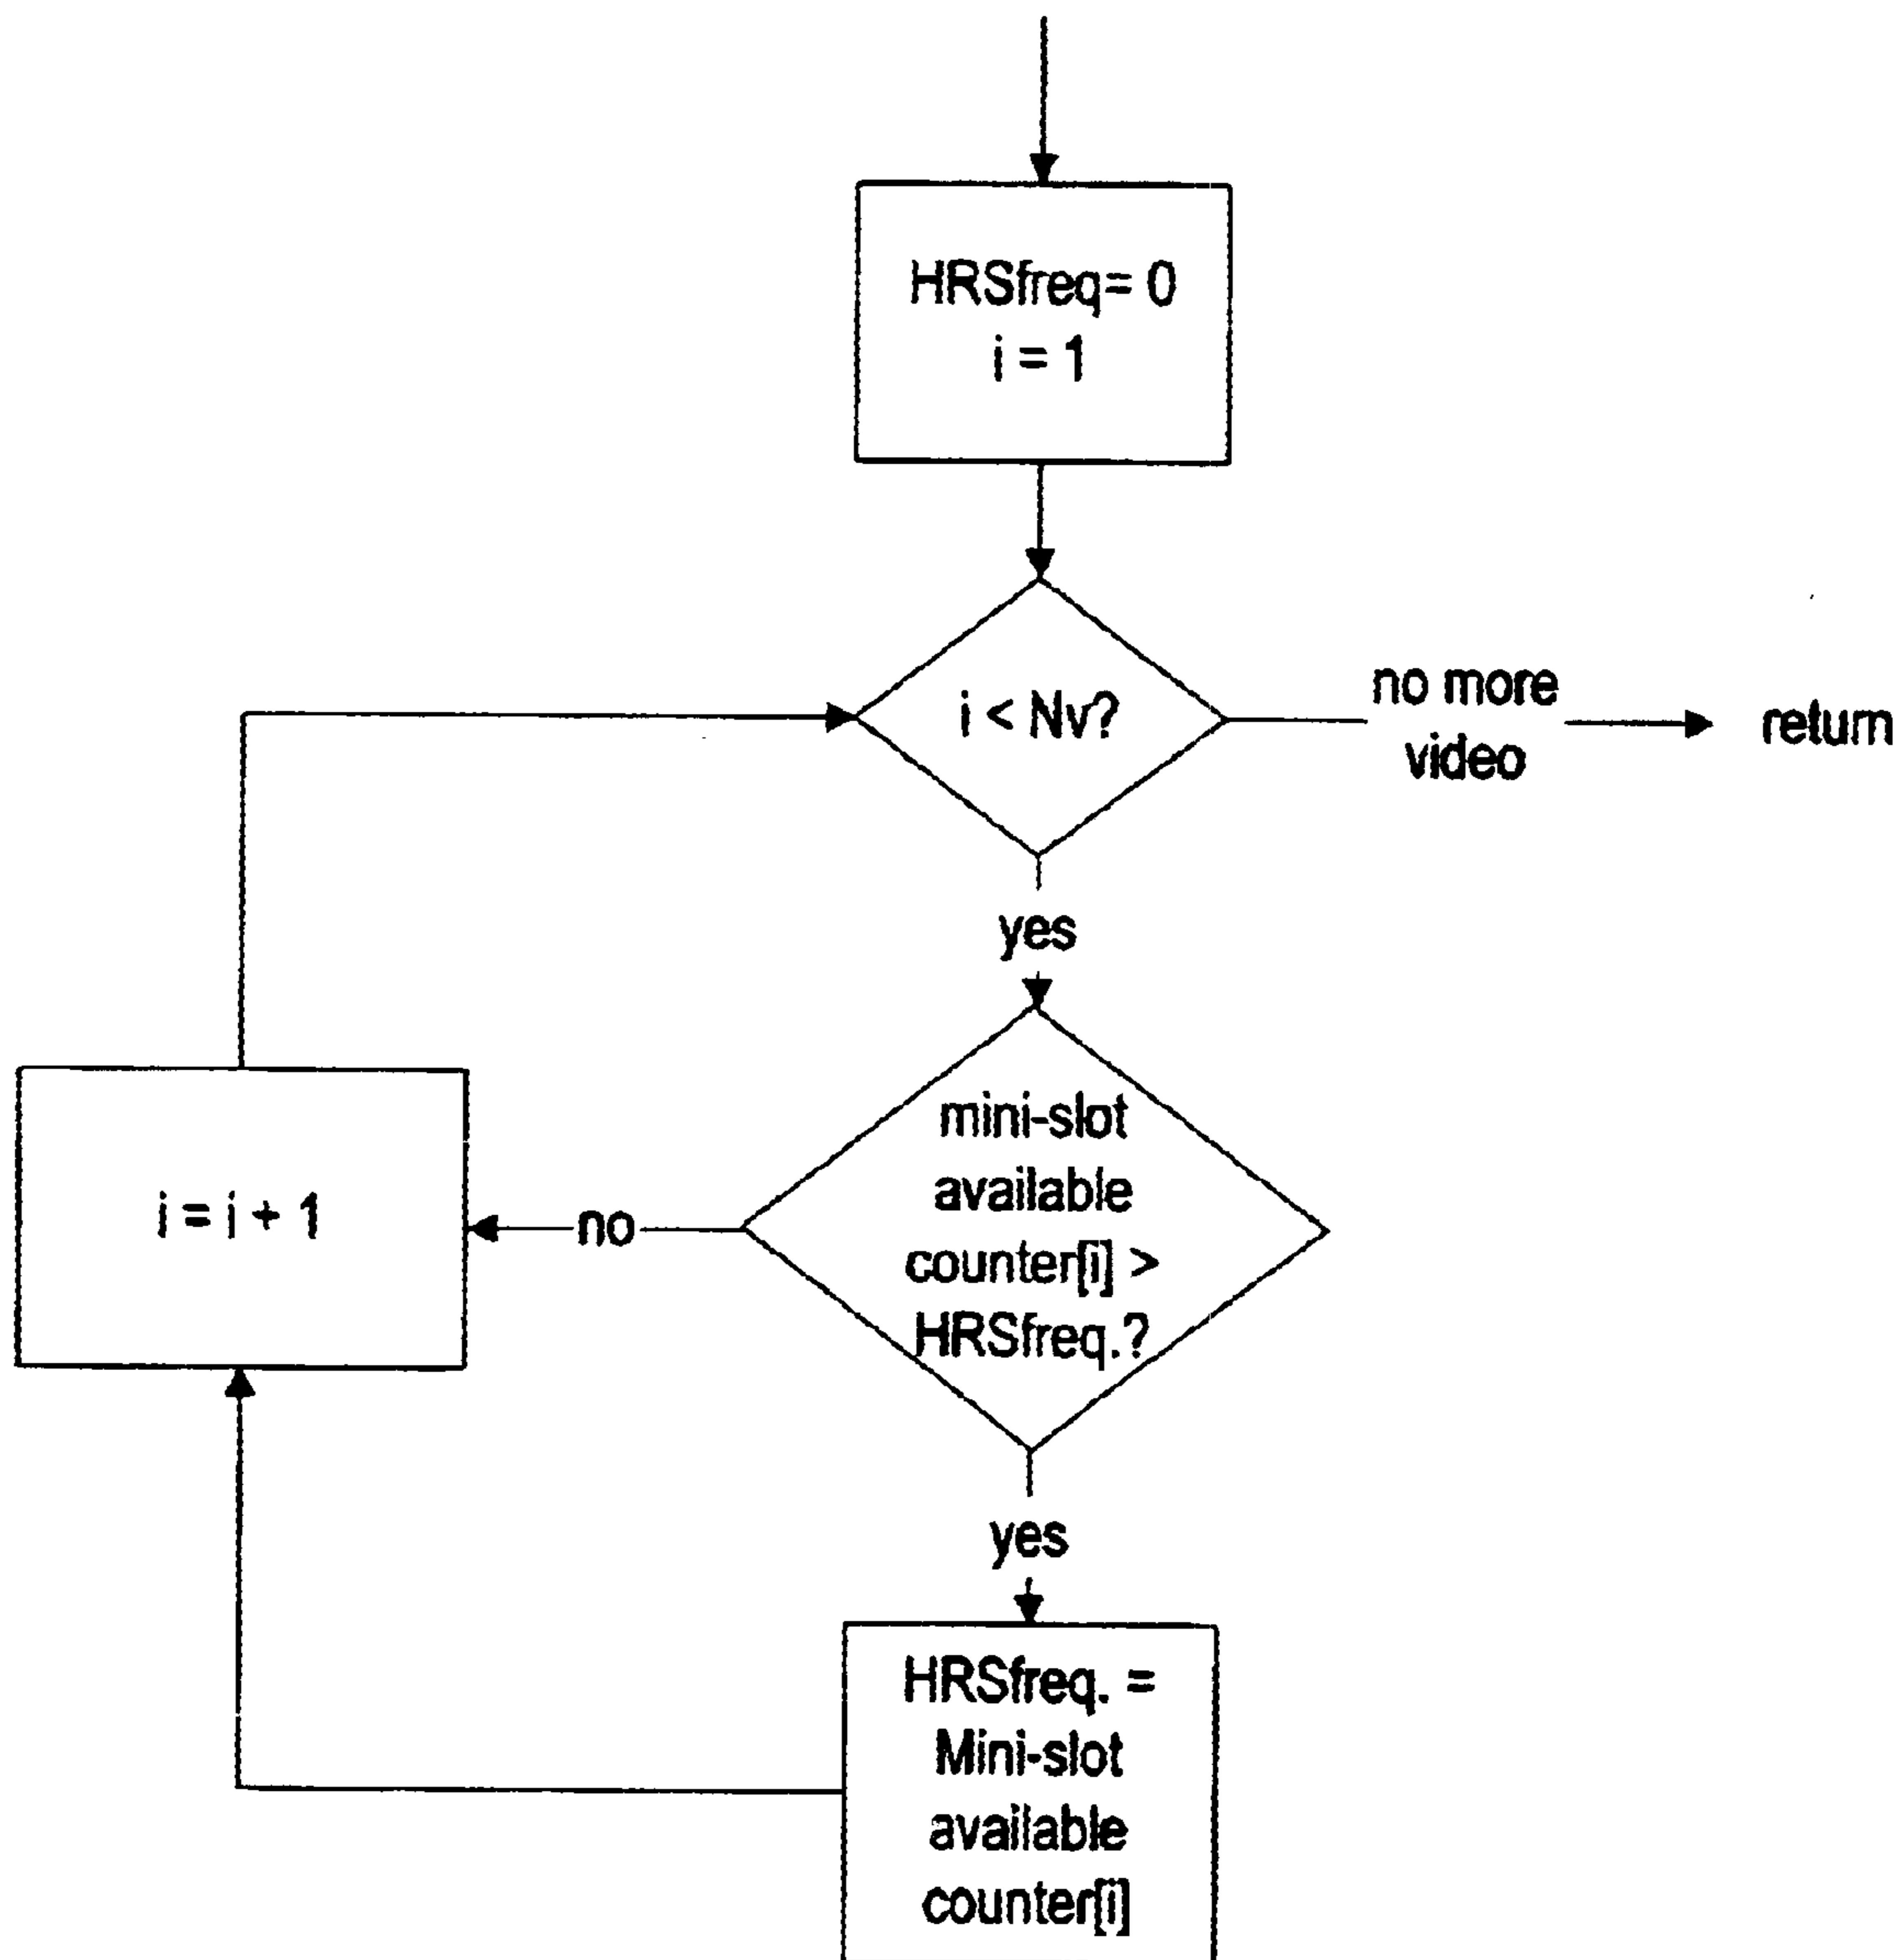 HRSfreq= 0
i = 1
i < Nv?
no more
video
return
yes
mini-slot
available
counter[i] >
HRSfreq.?
no
i = i + 1
yes
HRSfreq. =
Mini-slot
available
counter[i]